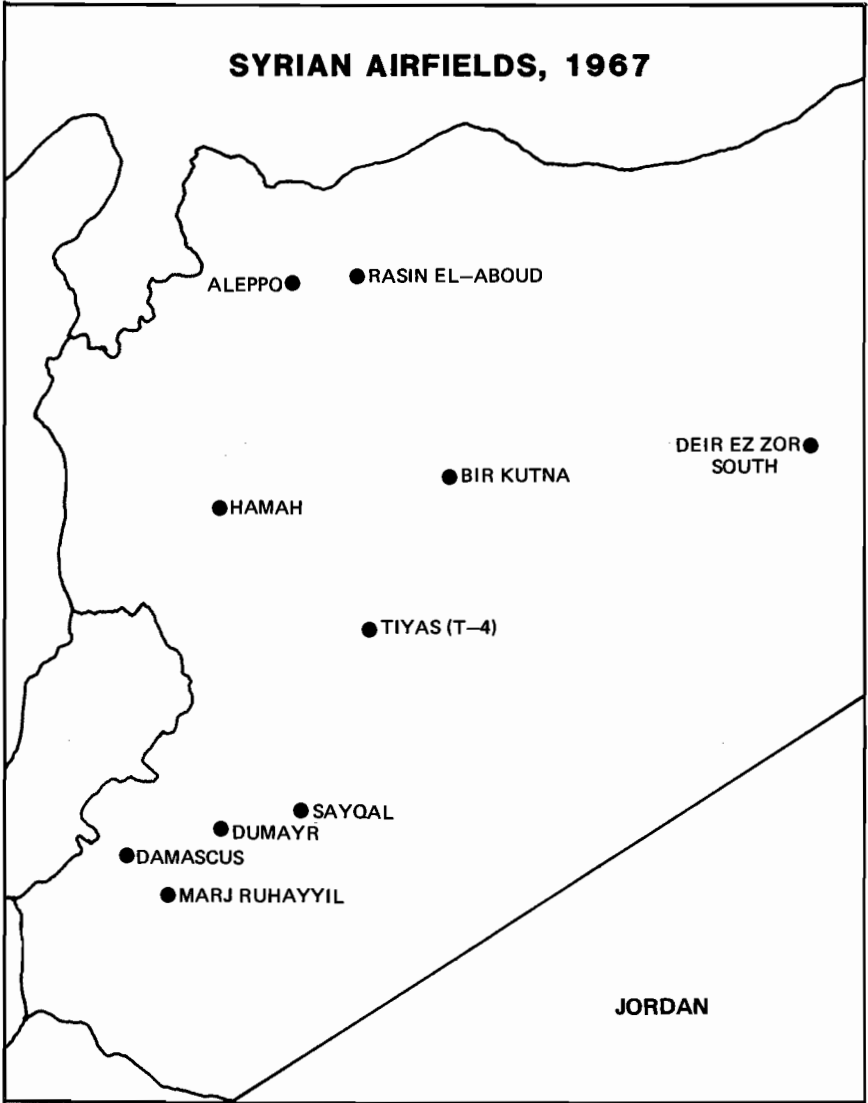 SYRIAN AIRFIELDS, 1967
ALEPPO
RASIN EL–ABOUD
DEIR EZ ZOR
SOUTH
BIR KUTNA
HAMAH
TIYAS (T–4)
SAYQAL
DUMAYR
DAMASCUS
MARJ RUHAYYIL
JORDAN